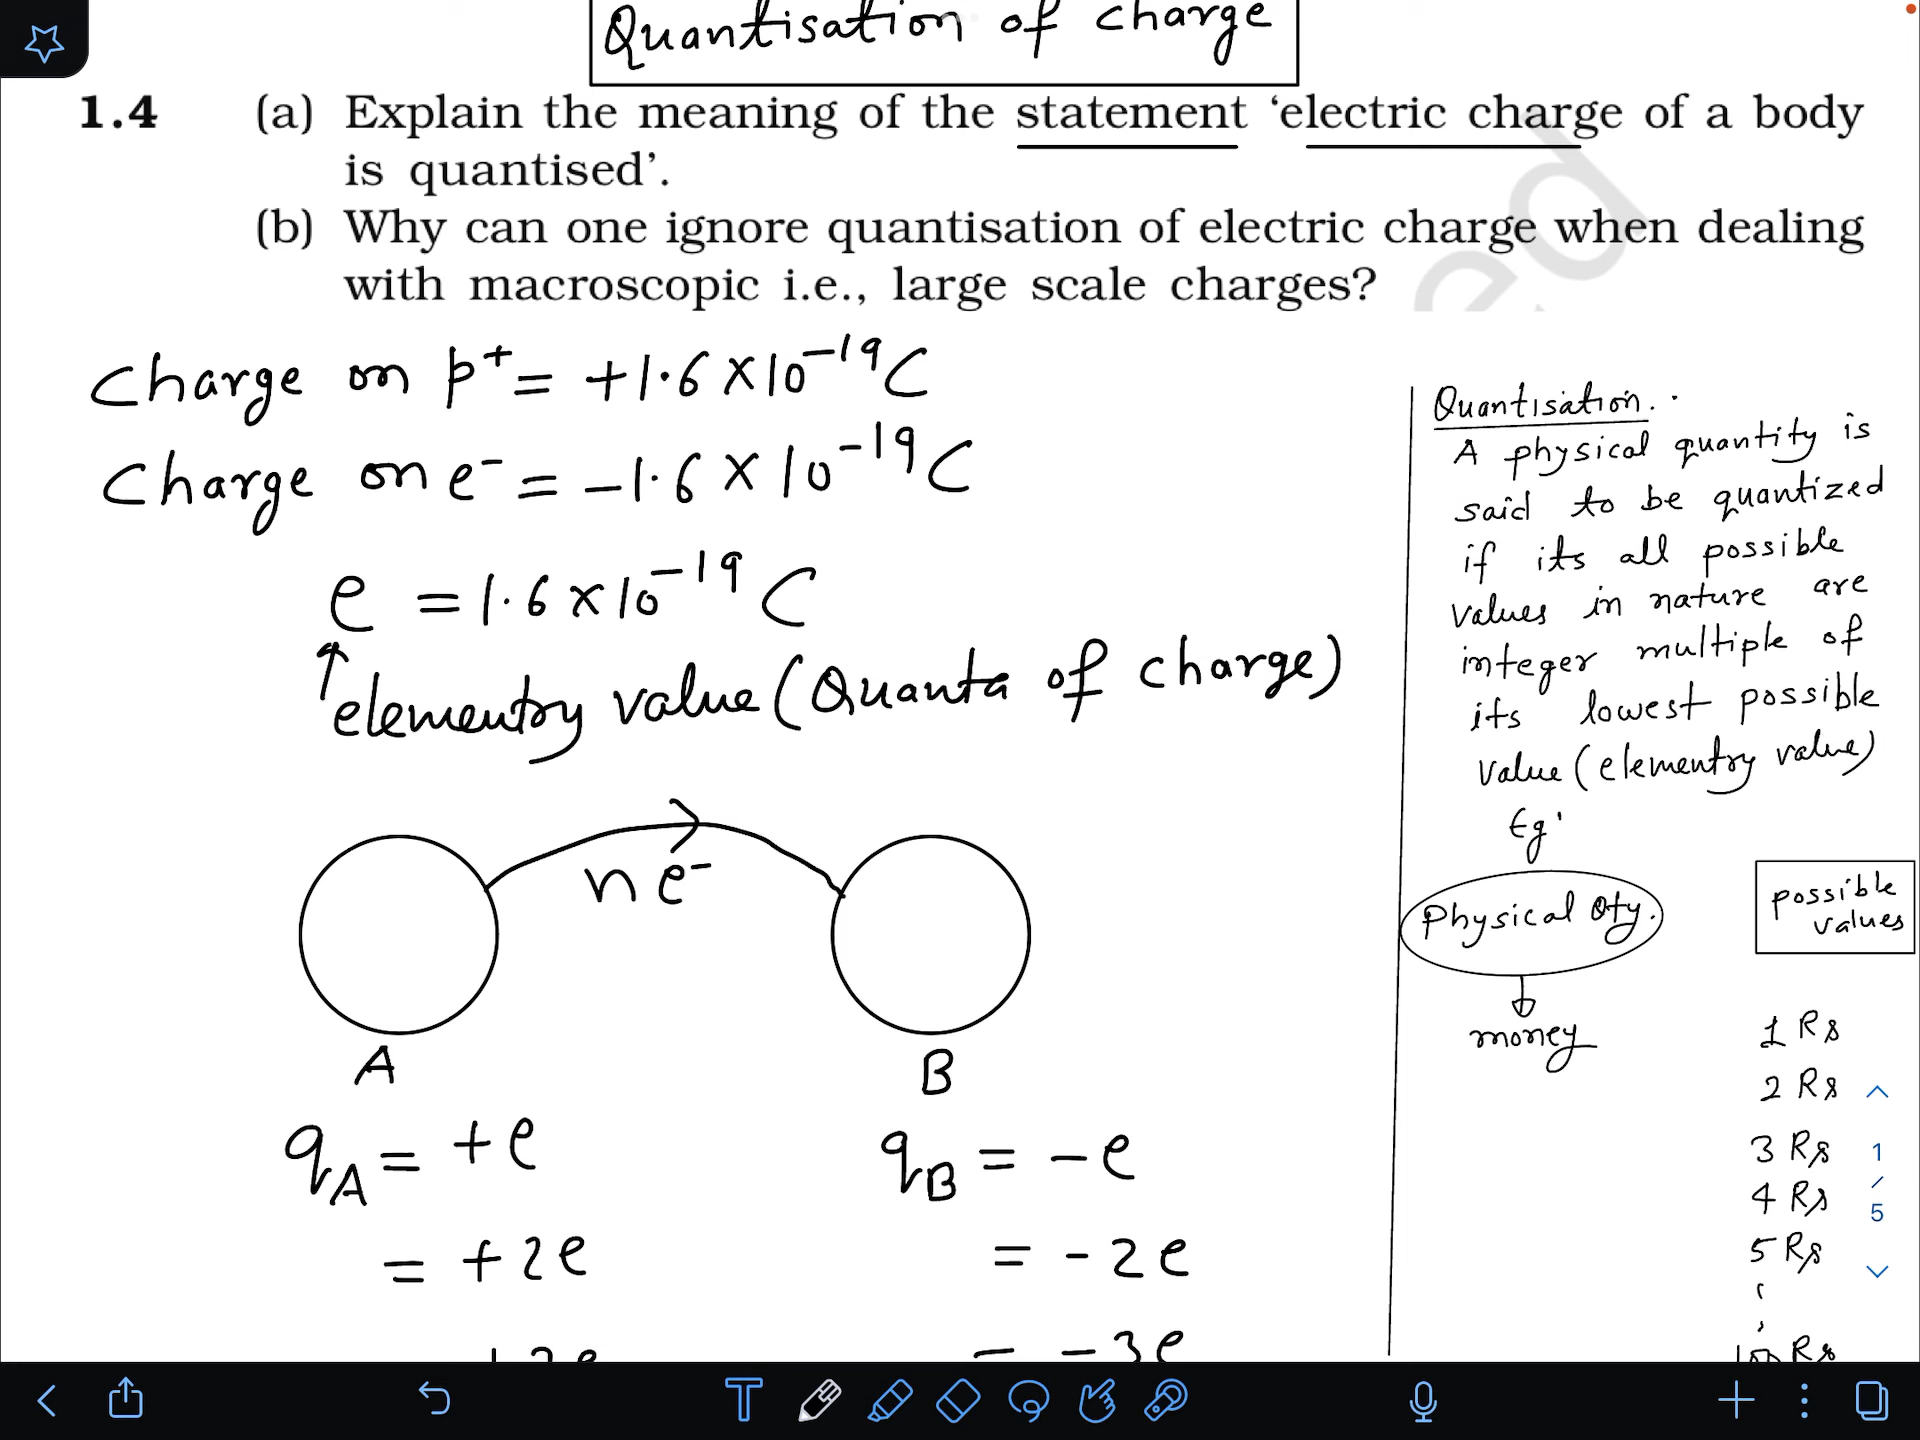 Quantisation of charge
1.4 (a) Explain the meaning of the statement ‘electric charge of a body
is quantised’.
(b) Why can one ignore quantisation of electric charge when dealing
with macroscopic i.e., large scale charges?
Charge on p⁺ = +1.6 × 10⁻¹⁹ C
Charge on e⁻ = −1.6 × 10⁻¹⁹ C
e = 1.6 × 10⁻¹⁹ C
↑ elementry value (Quanta of charge)
n e⁻
A B
qA = +e qB = −e
= +2e = −2e
= −3e
Quantisation..
A physical quantity is
said to be quantized
if its all possible
values in nature are
integer multiple of
its lowest possible
value (elementry value)
Eg.
Physical Qty.
possible
values
money
1 Rs
2 Rs
3 Rs
4 Rs
5 Rs
100 Rs
1
/
5
T
ed